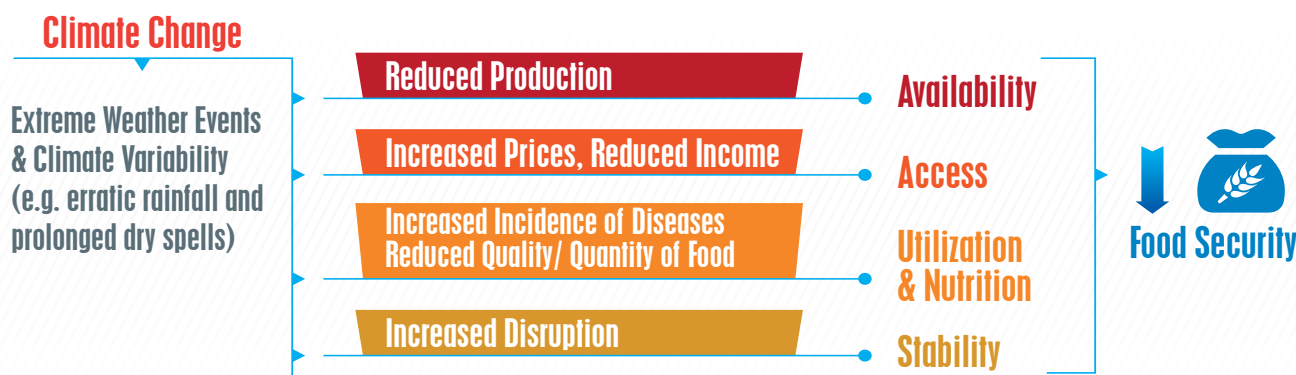 Climate Change
Extreme Weather Events
& Climate Variability
(e.g. erratic rainfall and
prolonged dry spells)
Reduced Production
Availability
Increased Prices, Reduced Income
Access
Increased Incidence of Diseases
Reduced Quality/ Quantity of Food
Utilization
& Nutrition
Increased Disruption
Stability
Food Security